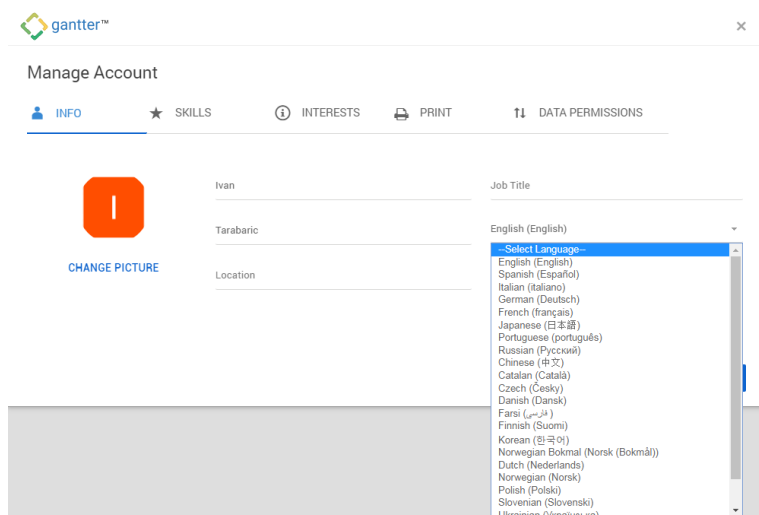 gantter™
×
Manage Account
INFO
SKILLS
INTERESTS
PRINT
DATA PERMISSIONS
I
CHANGE PICTURE
Ivan
Tarabaric
Location
Job Title
English (English)
--Select Language--
English (English)
Spanish (Español)
Italian (italiano)
German (Deutsch)
French (français)
Japanese (日本語)
Portuguese (português)
Russian (Русский)
Chinese (中文)
Catalan (Català)
Czech (Česky)
Danish (Dansk)
Farsi (فارسی)
Finnish (Suomi)
Korean (한국어)
Norwegian Bokmal (Norsk (Bokmål))
Dutch (Nederlands)
Norwegian (Norsk)
Polish (Polski)
Slovenian (Slovenski)
Ukrainian